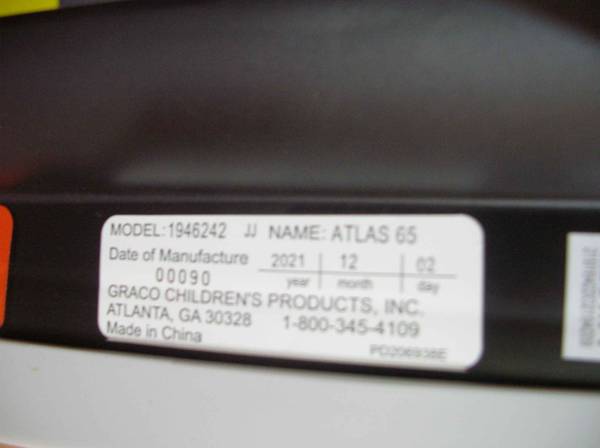 MODEL: 1946242 JJ NAME: ATLAS 65
Date of Manufacture 2021 12 02
00090 year month day
GRACO CHILDREN'S PRODUCTS, INC.
ATLANTA, GA 30328 1-800-345-4109
Made in China
PD206938E